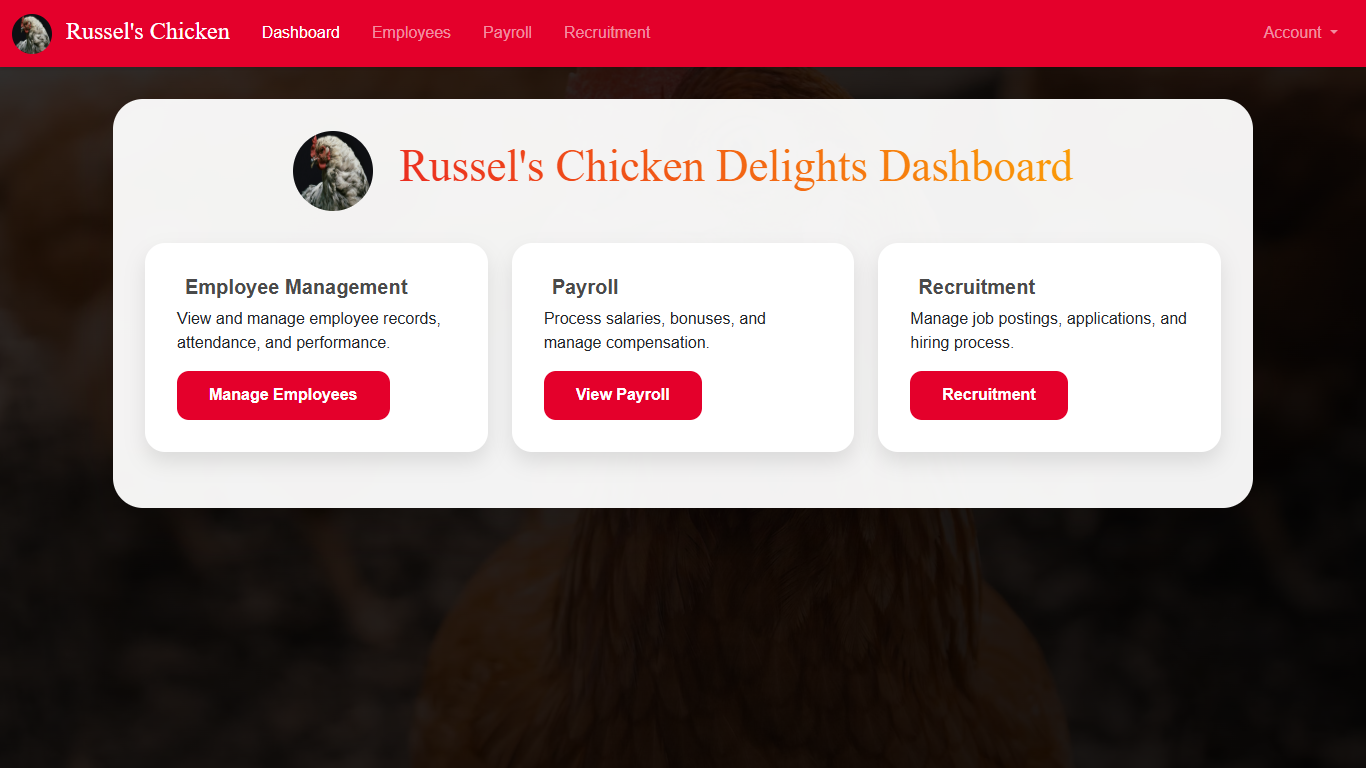 Russel's Chicken Dashboard Employees Payroll Recruitment Account
Russel's Chicken Delights Dashboard
Employee Management
View and manage employee records,
attendance, and performance.
Manage Employees
Payroll
Process salaries, bonuses, and
manage compensation.
View Payroll
Recruitment
Manage job postings, applications, and
hiring process.
Recruitment